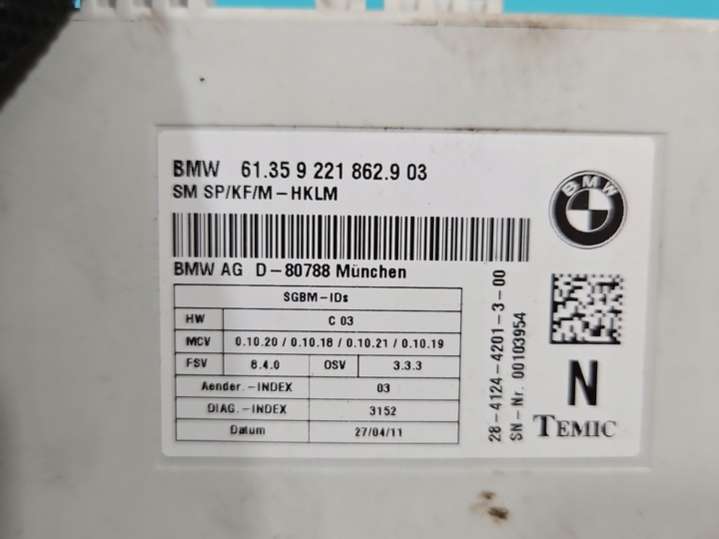 BMW 61.35 9 221 862.9 03
SM SP/KF/M-HKLM
BMW
BMW AG D-80788 München
SGBM-IDs
HW C 03
MCV 0.10.20 / 0.10.18 / 0.10.21 / 0.10.19
FSV 8.4.0 OSV 3.3.3
Aender.-INDEX 03
DIAG.-INDEX 3152
Datum 27/04/11
28-4124-4201-3-00
SN-Nr. 00103954
N
TEMIC